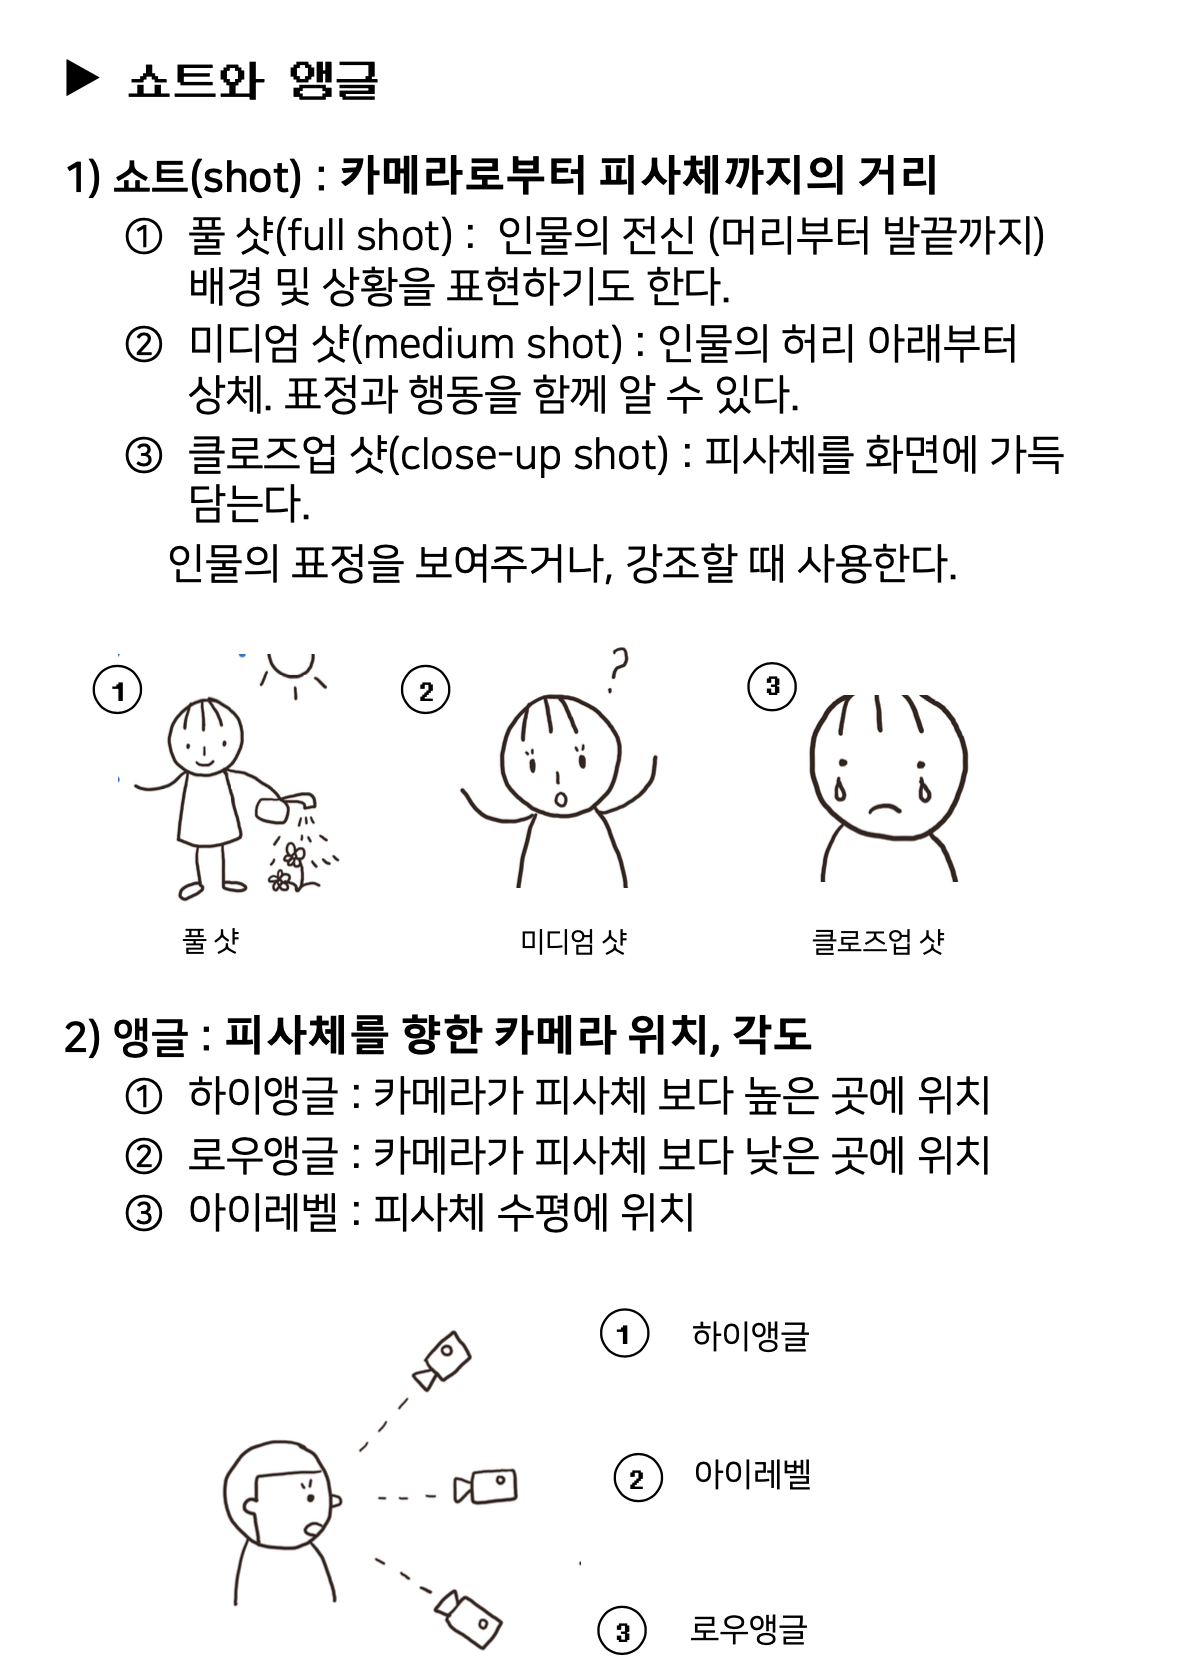 ▶ 쇼트와 앵글
1) 쇼트(shot) : 카메라로부터 피사체까지의 거리
① 풀 샷(full shot) : 인물의 전신 (머리부터 발끝까지)
배경 및 상황을 표현하기도 한다.
② 미디엄 샷(medium shot) : 인물의 허리 아래부터
상체. 표정과 행동을 함께 알 수 있다.
③ 클로즈업 샷(close-up shot) : 피사체를 화면에 가득
담는다.
인물의 표정을 보여주거나, 강조할 때 사용한다.
1 2 ? 3
풀 샷 미디엄 샷 클로즈업 샷
2) 앵글 : 피사체를 향한 카메라 위치, 각도
① 하이앵글 : 카메라가 피사체 보다 높은 곳에 위치
② 로우앵글 : 카메라가 피사체 보다 낮은 곳에 위치
③ 아이레벨 : 피사체 수평에 위치
1 하이앵글
2 아이레벨
3 로우앵글